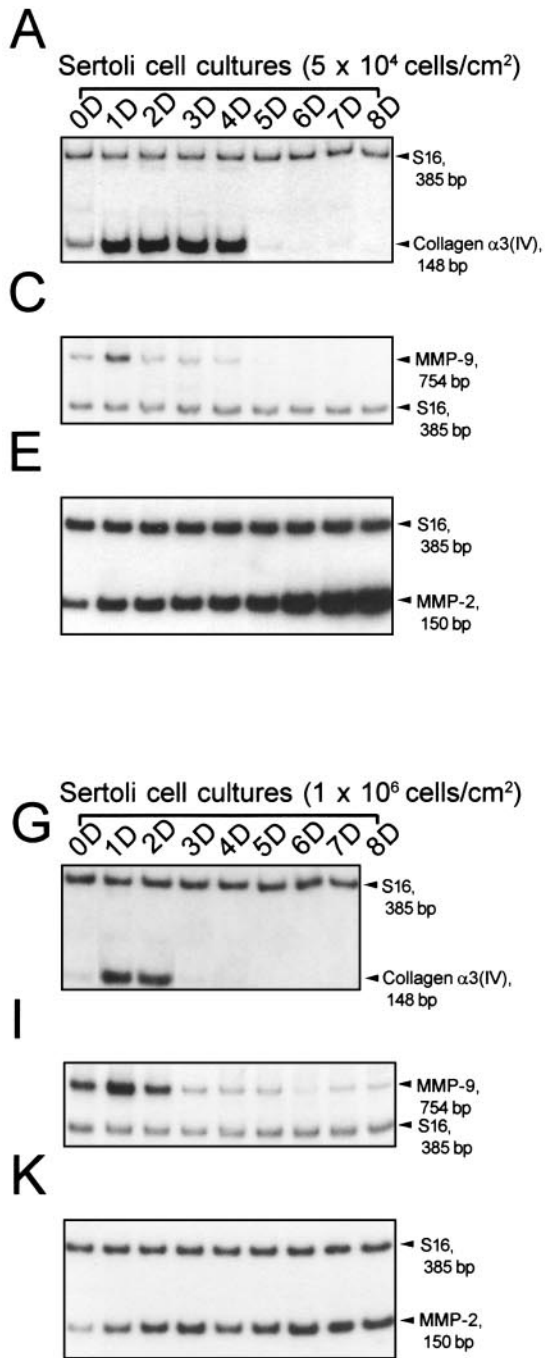 A
Sertoli cell cultures (5 x 10⁴ cells/cm²)
0D 1D 2D 3D 4D 5D 6D 7D 8D
S16,
385 bp
Collagen α3(IV),
148 bp
C
MMP-9,
754 bp
S16,
385 bp
E
S16,
385 bp
MMP-2,
150 bp
Sertoli cell cultures (1 x 10⁶ cells/cm²)
G
0D 1D 2D 3D 4D 5D 6D 7D 8D
S16,
385 bp
Collagen α3(IV),
148 bp
I
MMP-9,
754 bp
S16,
385 bp
K
S16,
385 bp
MMP-2,
150 bp